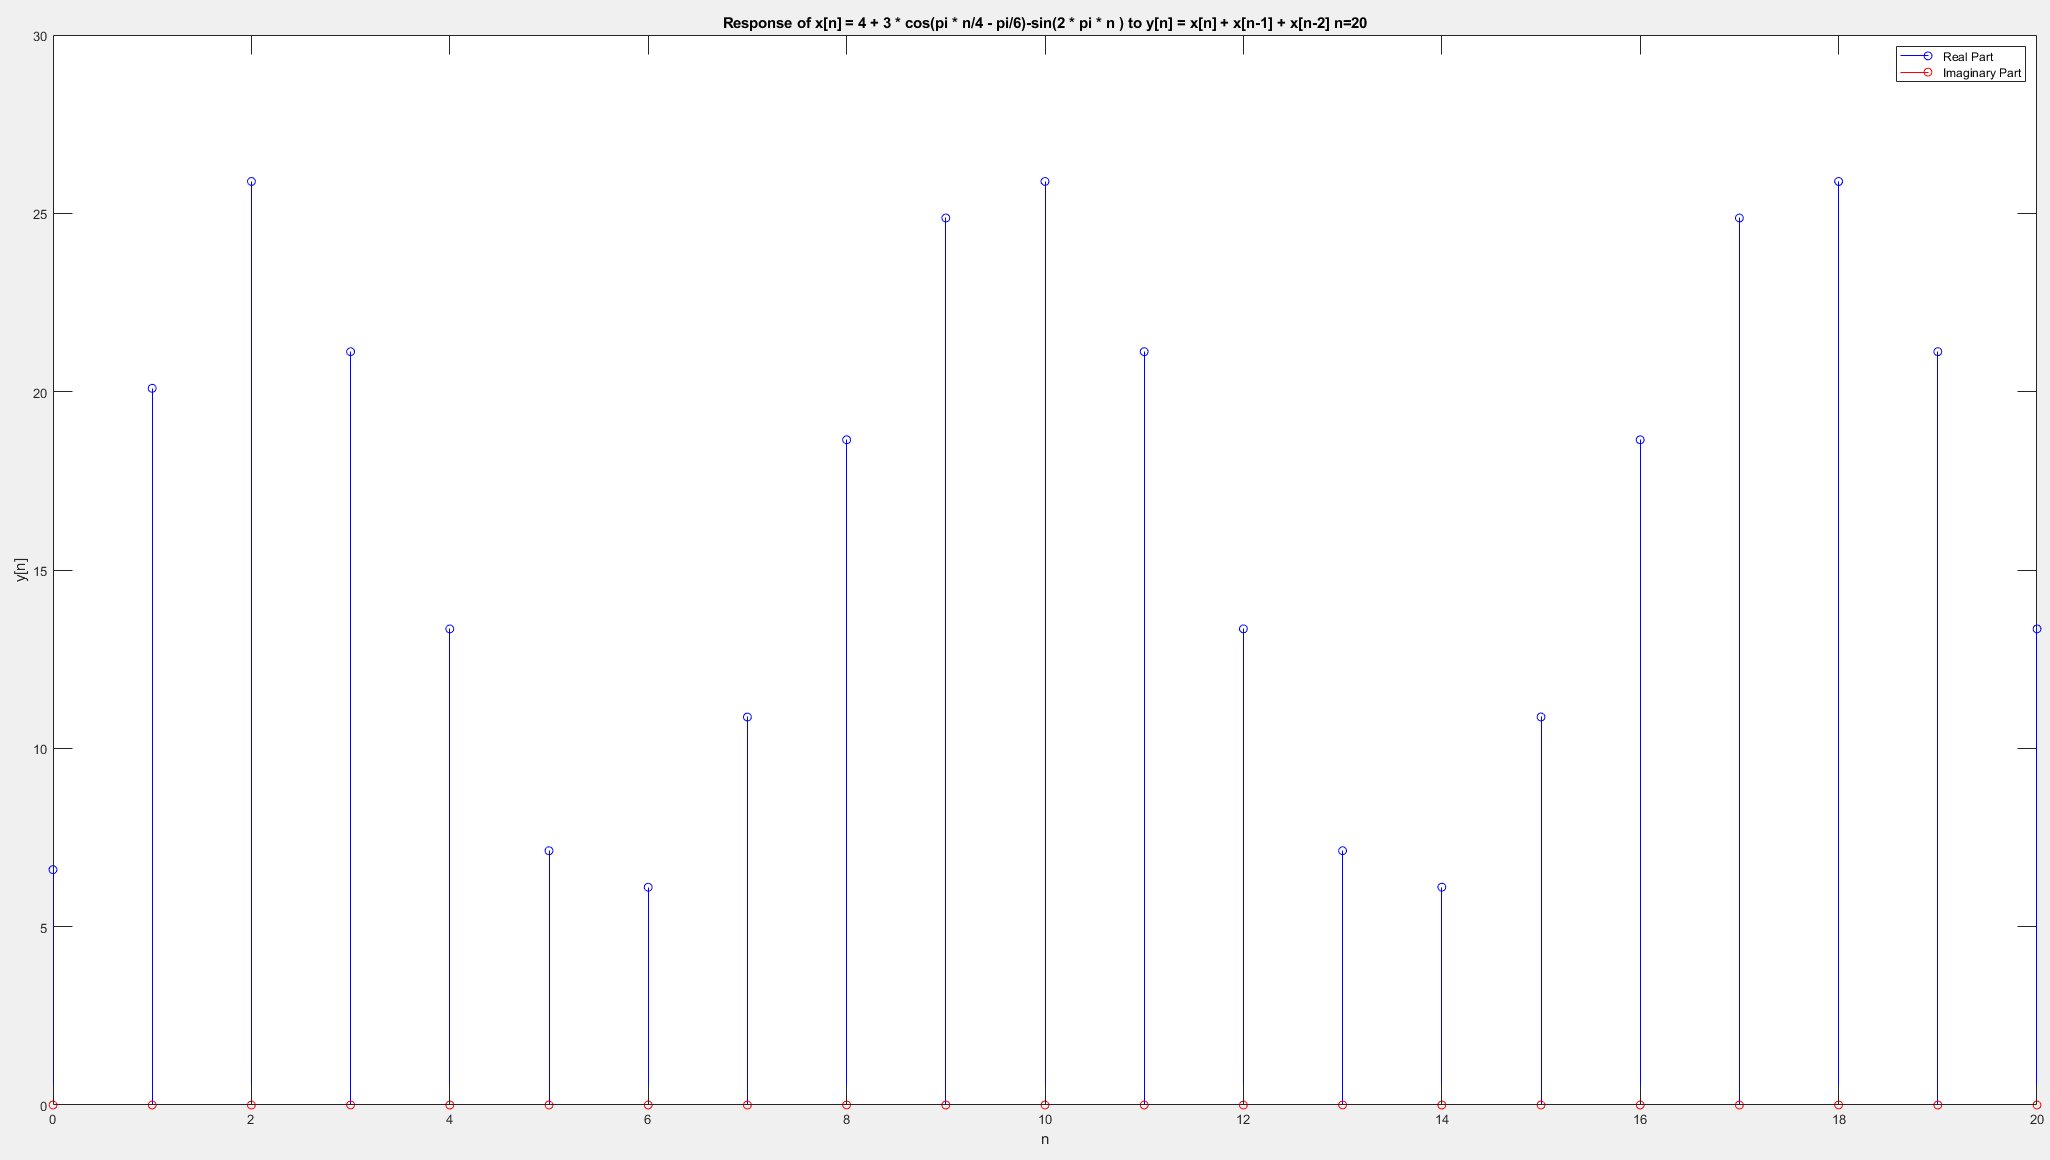 Response of x[n] = 4 + 3 * cos(pi * n/4 - pi/6)-sin(2 * pi * n ) to y[n] = x[n] + x[n-1] + x[n-2] n=20
Real Part
Imaginary Part
30
25
20
15
10
5
0
y[n]
0 2 4 6 8 10 12 14 16 18 20
n